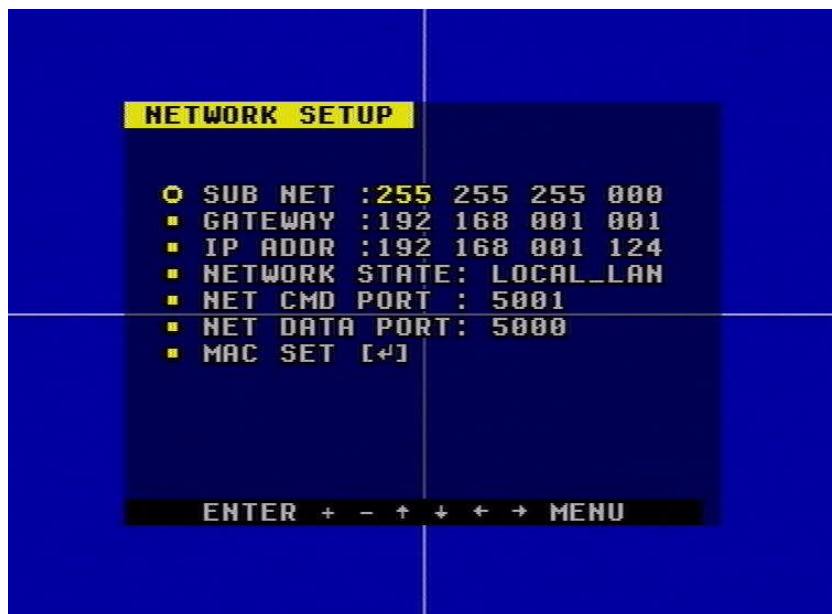 NETWORK SETUP
SUB NET :255 255 255 000
GATEWAY :192 168 001 001
IP ADDR :192 168 001 124
NETWORK STATE: LOCAL_LAN
NET CMD PORT : 5001
NET DATA PORT: 5000
MAC SET [↵]
ENTER + - ↑ ↓ ← → MENU